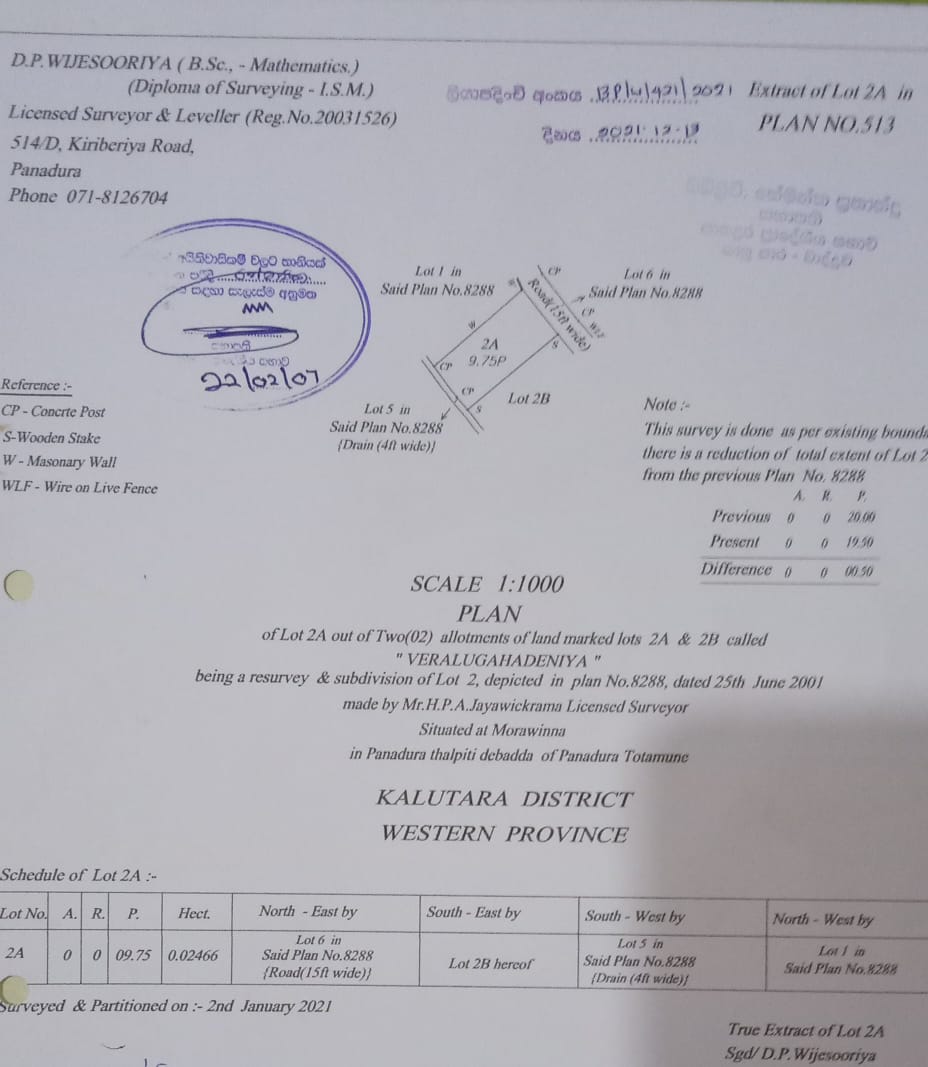 D.P.WIJESOORIYA ( B.Sc., - Mathematics.)
(Diploma of Surveying - I.S.M.)
Licensed Surveyor & Leveller (Reg.No.20031526)
514/D, Kiriberiya Road,
Panadura
Phone 071-8126704
අංකය
Extract of Lot 2A in
PLAN NO.513
දිනය 2021.12.13
22/02/07
Lot 1 in
Said Plan No.8288
CP
Road(15ft wide)
Lot 6 in
Said Plan No.8288
CP
WLF
W
S
2A
9.75P
CP
CP
S
Lot 2B
Lot 5 in
Said Plan No.8288
{Drain (4ft wide)}
Reference :-
CP - Concrte Post
S-Wooden Stake
W - Masonary Wall
WLF - Wire on Live Fence
Note :-
This survey is done as per existing bounda
there is a reduction of total extent of Lot 2
from the previous Plan No. 8288
A. R. P.
Previous 0 0 20.00
Present 0 0 19.50
Difference 0 0 00.50
SCALE 1:1000
PLAN
of Lot 2A out of Two(02) allotments of land marked lots 2A & 2B called
" VERALUGAHADENIYA "
being a resurvey & subdivision of Lot 2, depicted in plan No.8288, dated 25th June 2001
made by Mr.H.P.A.Jayawickrama Licensed Surveyor
Situated at Morawinna
in Panadura thalpiti debadda of Panadura Totamune
KALUTARA DISTRICT
WESTERN PROVINCE
Schedule of Lot 2A :-
Lot No. A. R. P. Hect. North - East by South - East by South - West by North - West by
2A 0 0 09.75 0.02466 Lot 6 in Said Plan No.8288 {Road(15ft wide)} Lot 2B hereof Lot 5 in Said Plan No.8288 {Drain (4ft wide)} Lot 1 in Said Plan No.8288
Surveyed & Partitioned on :- 2nd January 2021
True Extract of Lot 2A
Sgd/ D.P.Wijesooriya